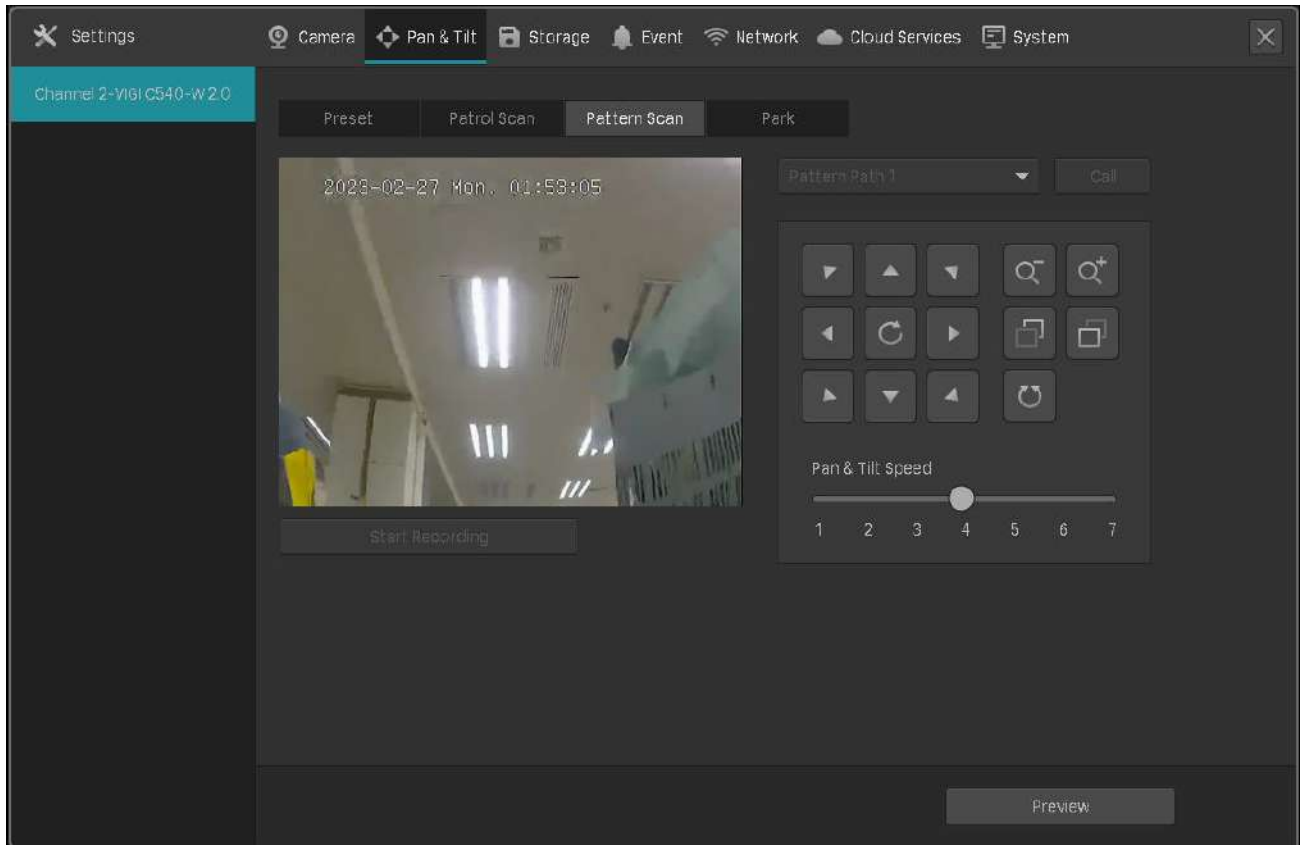 Settings
Camera Pan & Tilt Storage Event Network Cloud Services System
Channel 2-VIGI C540-W 2.0
Preset Patrol Scan Pattern Scan Park
2023-02-27 Mon. 01:53:05
Pattern Path 1
Call
Pan & Tilt Speed
1 2 3 4 5 6 7
Start Recording
Preview